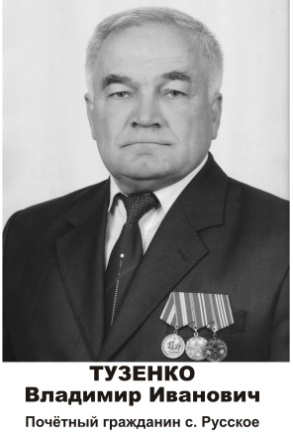 ТУЗЕНКО
Владимир Иванович
Почётный гражданин с. Русское